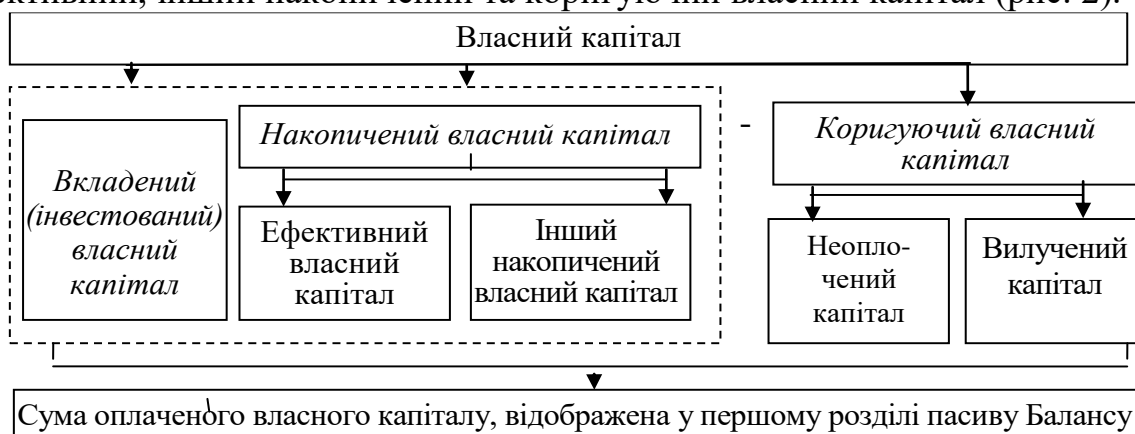 ективний, інший накопичений та коригуючий власний капітал (рис. 2).
Власний капітал
Вкладений
(інвестований)
власний
капітал
Накопичений власний капітал
Ефективний
власний
капітал
Інший
накопичений
власний капітал
-
Коригуючий власний
капітал
Неопло-
чений
капітал
Вилучений
капітал
Сума оплаченого власного капіталу, відображена у першому розділі пасиву Балансу